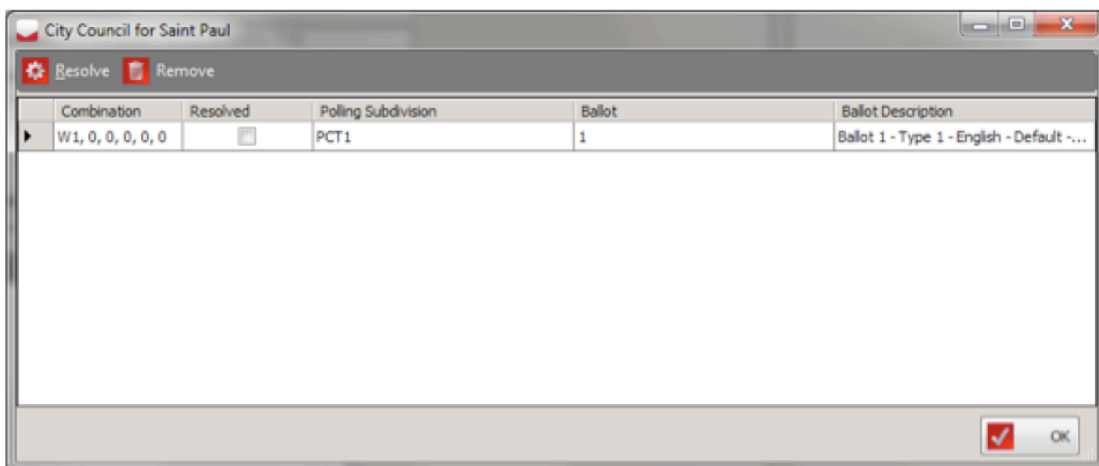 City Council for Saint Paul
Resolve Remove
Combination Resolved Polling Subdivision Ballot Ballot Description
W1, 0, 0, 0, 0, 0 PCT1 1 Ballot 1 - Type 1 - English - Default -...
OK